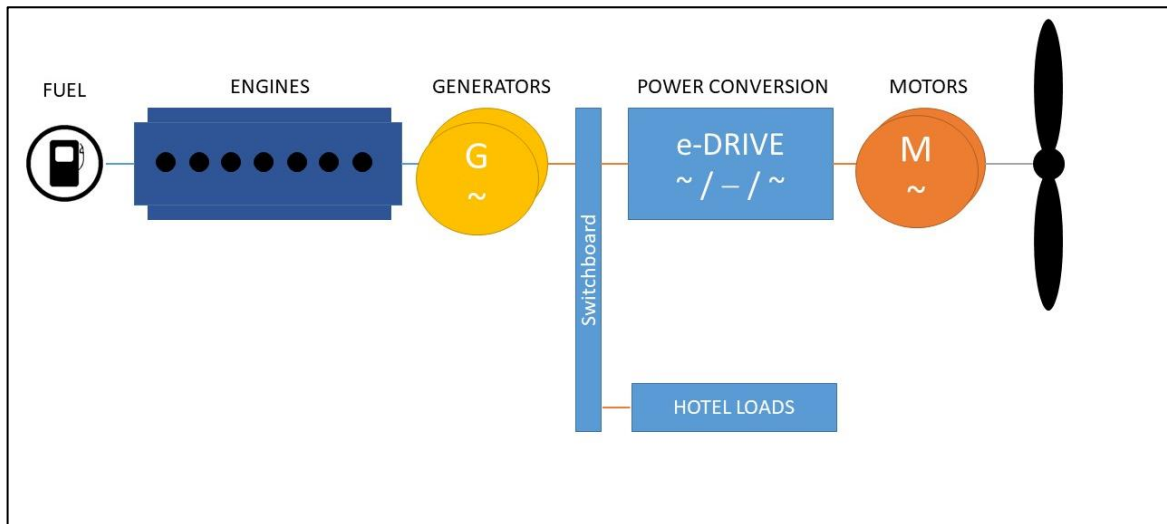 FUEL
ENGINES
GENERATORS
POWER CONVERSION
MOTORS
G
~
Switchboard
e-DRIVE
~ / – / ~
M
~
HOTEL LOADS